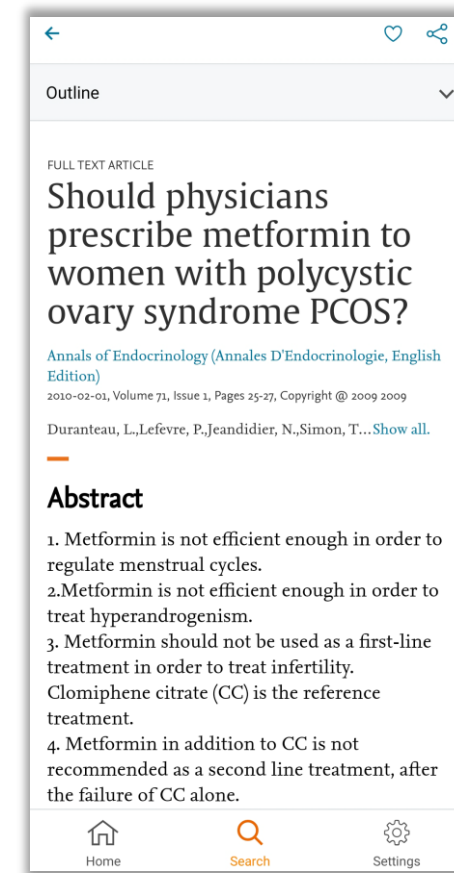 Outline
FULL TEXT ARTICLE
Should physicians
prescribe metformin to
women with polycystic
ovary syndrome PCOS?
Annals of Endocrinology (Annales D'Endocrinologie, English
Edition)
2010-02-01, Volume 71, Issue 1, Pages 25-27, Copyright @ 2009 2009
Duranteau, L.,Lefevre, P.,Jeandidier, N.,Simon, T...Show all.
Abstract
1. Metformin is not efficient enough in order to
regulate menstrual cycles.
2.Metformin is not efficient enough in order to
treat hyperandrogenism.
3. Metformin should not be used as a first-line
treatment in order to treat infertility.
Clomiphene citrate (CC) is the reference
treatment.
4. Metformin in addition to CC is not
recommended as a second line treatment, after
the failure of CC alone.
Home Search Settings